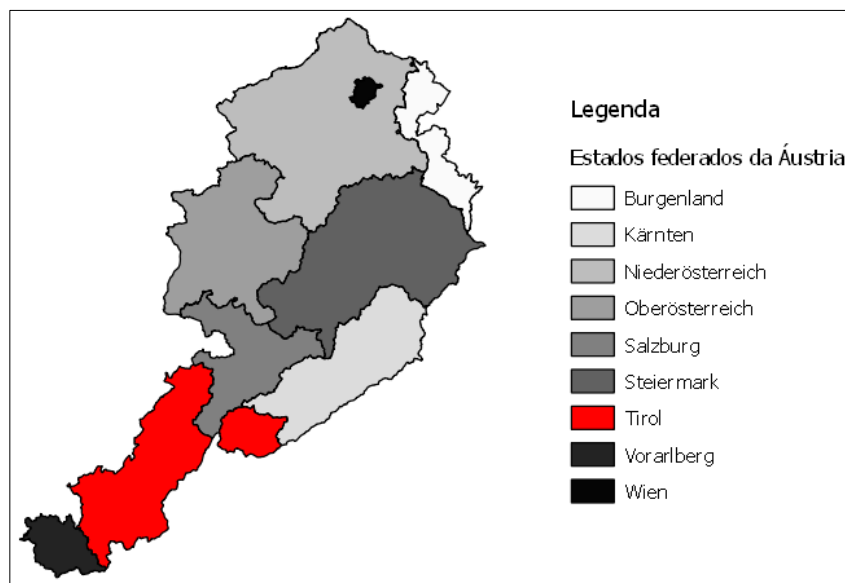 Legenda
Estados federados da Áustria
Burgenland
Kärnten
Niederösterreich
Oberösterreich
Salzburg
Steiermark
Tirol
Vorarlberg
Wien